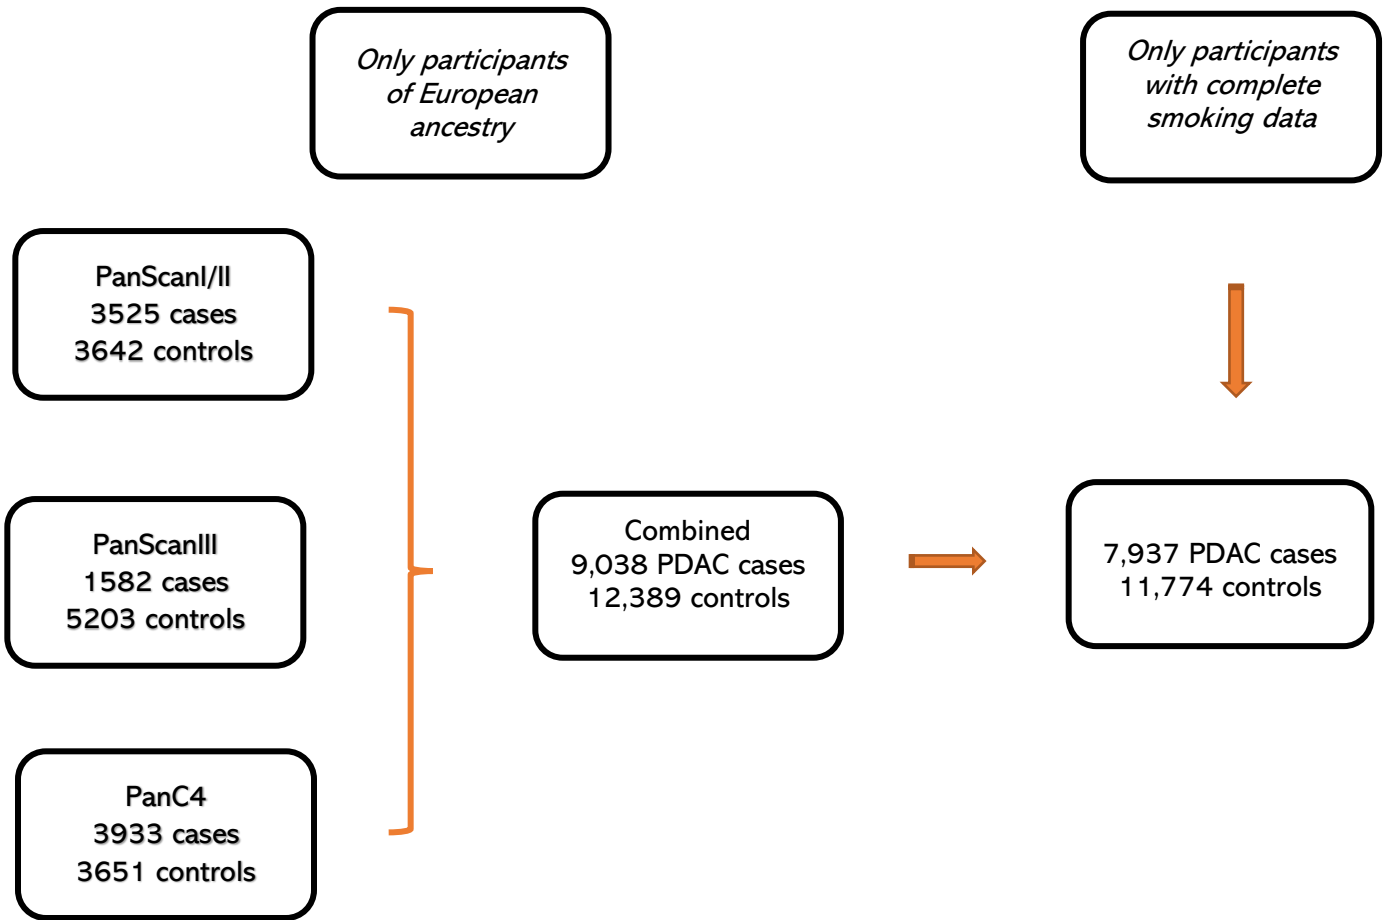 Only participants
of European
ancestry
Only participants
with complete
smoking data
PanScanI/II
3525 cases
3642 controls
PanScanIII
1582 cases
5203 controls
Combined
9,038 PDAC cases
12,389 controls
7,937 PDAC cases
11,774 controls
PanC4
3933 cases
3651 controls